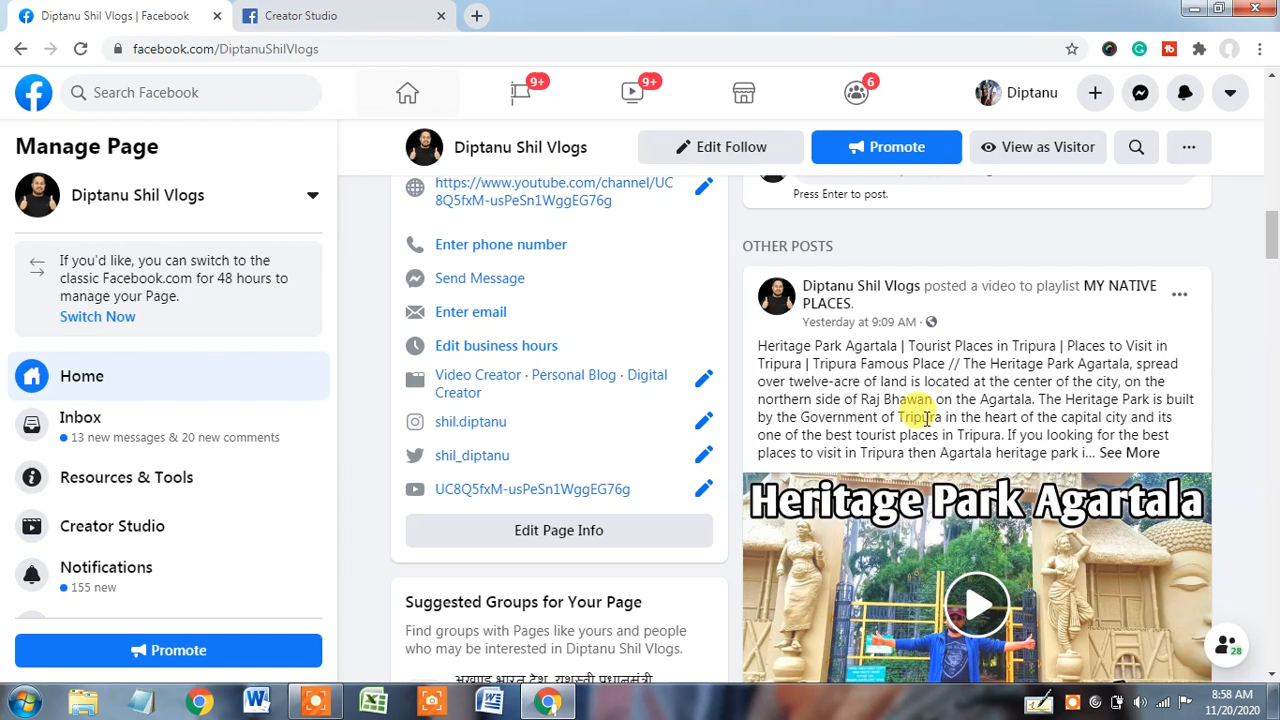 Diptanu Shil Vlogs | Facebook
Creator Studio
facebook.com/DiptanuShilVlogs
Search Facebook
9+
9+
6
Diptanu
Manage Page
Diptanu Shil Vlogs
If you'd like, you can switch to the
classic Facebook.com for 48 hours to
manage your Page.
Switch Now
Home
Inbox
13 new messages & 20 new comments
Resources & Tools
Creator Studio
Notifications
155 new
Promote
Diptanu Shil Vlogs
Edit Follow
Promote
View as Visitor
https://www.youtube.com/channel/UC
8Q5fxM-usPeSn1WggEG76g
Enter phone number
Send Message
Enter email
Edit business hours
Video Creator · Personal Blog · Digital
Creator
shil.diptanu
shil_diptanu
UC8Q5fxM-usPeSn1WggEG76g
Edit Page Info
Suggested Groups for Your Page
Find groups with Pages like yours and people
who may be interested in Diptanu Shil Vlogs.
भखण्ड भारत देश, यशस्वी प्रधानमंत्री
Press Enter to post.
OTHER POSTS
Diptanu Shil Vlogs posted a video to playlist MY NATIVE
PLACES.
Yesterday at 9:09 AM ·
Heritage Park Agartala | Tourist Places in Tripura | Places to Visit in
Tripura | Tripura Famous Place // The Heritage Park Agartala, spread
over twelve-acre of land is located at the center of the city, on the
northern side of Raj Bhawan on the Agartala. The Heritage Park is built
by the Government of Tripura in the heart of the capital city and its
one of the best tourist places in Tripura. If you looking for the best
places to visit in Tripura then Agartala heritage park i... See More
Heritage Park Agartala
28
8:58 AM
11/20/2020